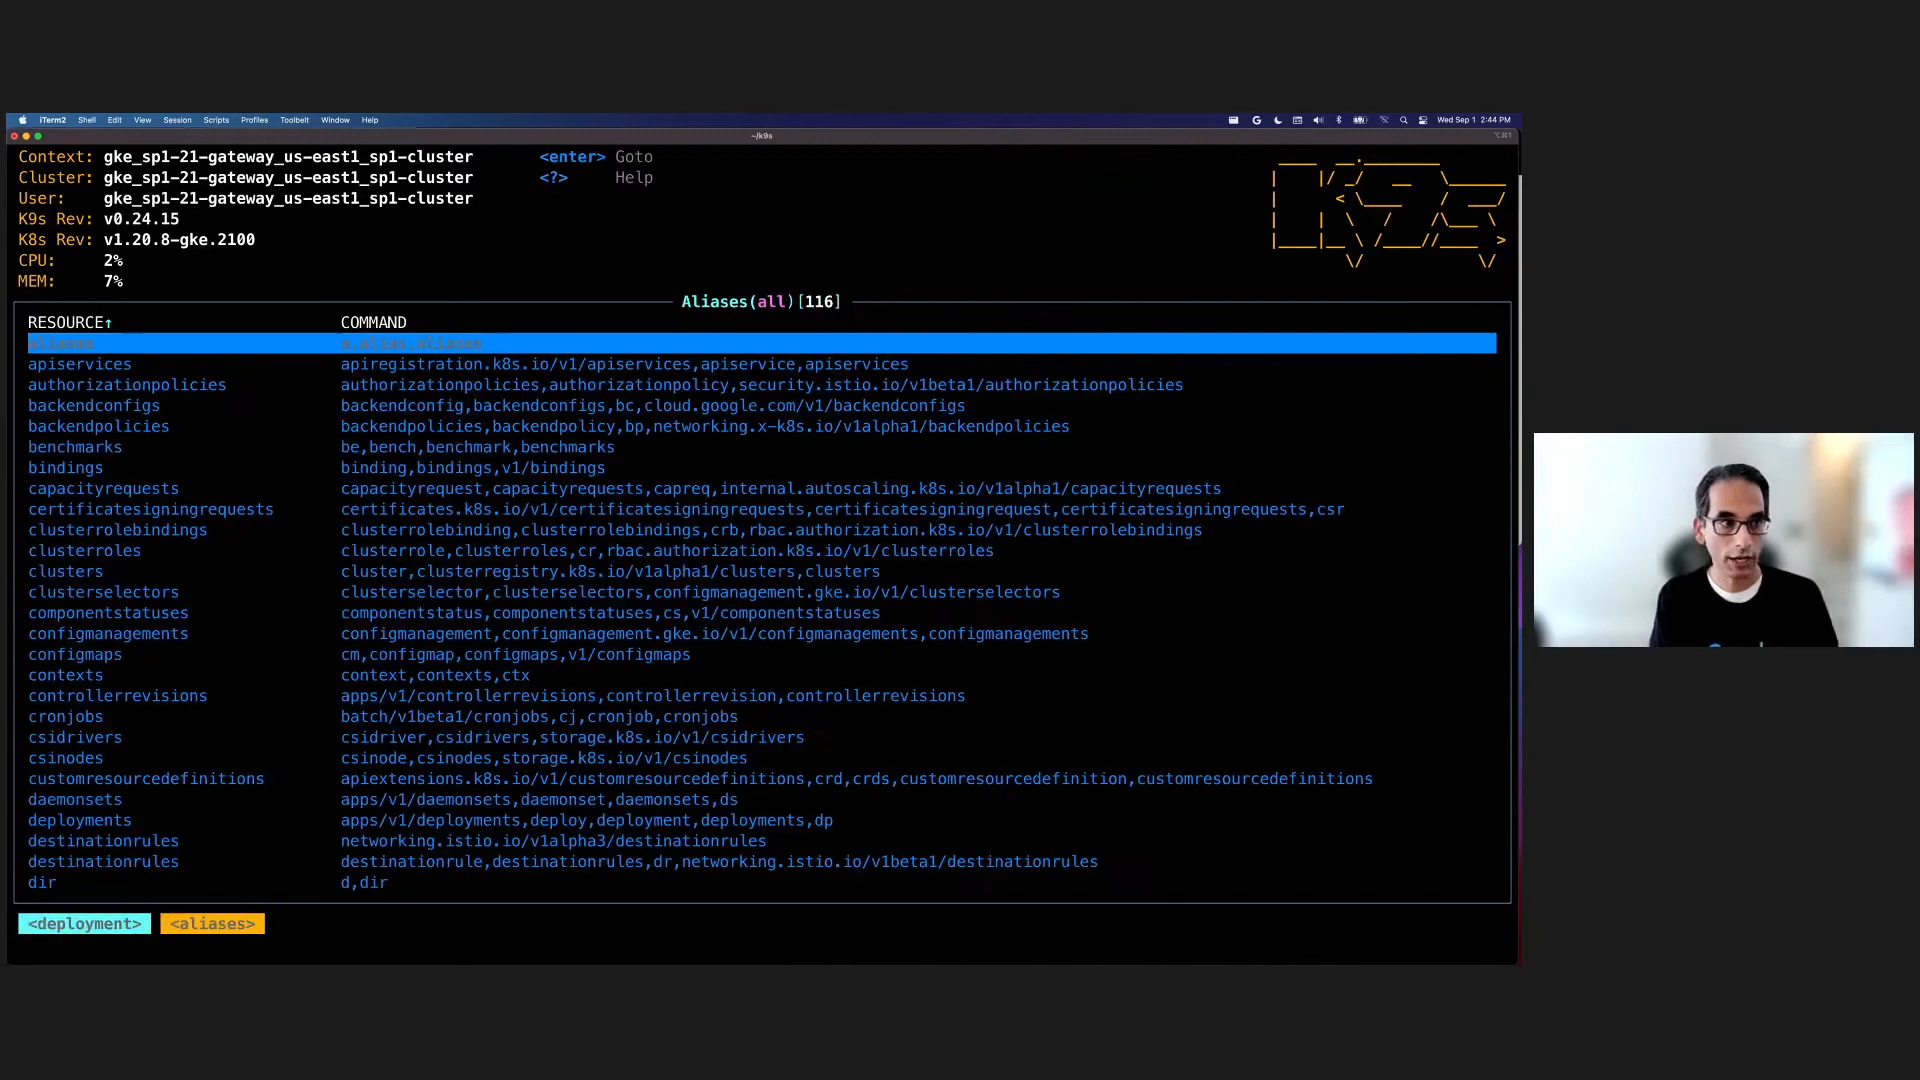 iTerm2 Shell Edit View Session Scripts Profiles Toolbelt Window Help Wed Sep 1 2:44 PM
~/k9s
Context: gke_sp1-21-gateway_us-east1_sp1-cluster <enter> Goto
Cluster: gke_sp1-21-gateway_us-east1_sp1-cluster <?> Help
User: gke_sp1-21-gateway_us-east1_sp1-cluster
K9s Rev: v0.24.15
K8s Rev: v1.20.8-gke.2100
CPU: 2%
MEM: 7%
K9s
Aliases(all)[116]
RESOURCE↑ COMMAND
aliases a,alias,aliases
apiservices apiregistration.k8s.io/v1/apiservices,apiservice,apiservices
authorizationpolicies authorizationpolicies,authorizationpolicy,security.istio.io/v1beta1/authorizationpolicies
backendconfigs backendconfig,backendconfigs,bc,cloud.google.com/v1/backendconfigs
backendpolicies backendpolicies,backendpolicy,bp,networking.x-k8s.io/v1alpha1/backendpolicies
benchmarks be,bench,benchmark,benchmarks
bindings binding,bindings,v1/bindings
capacityrequests capacityrequest,capacityrequests,capreq,internal.autoscaling.k8s.io/v1alpha1/capacityrequests
certificatesigningrequests certificates.k8s.io/v1/certificatesigningrequests,certificatesigningrequest,certificatesigningrequests,csr
clusterrolebindings clusterrolebinding,clusterrolebindings,crb,rbac.authorization.k8s.io/v1/clusterrolebindings
clusterroles clusterrole,clusterroles,cr,rbac.authorization.k8s.io/v1/clusterroles
clusters cluster,clusterregistry.k8s.io/v1alpha1/clusters,clusters
clusterselectors clusterselector,clusterselectors,configmanagement.gke.io/v1/clusterselectors
componentstatuses componentstatus,componentstatuses,cs,v1/componentstatuses
configmanagements configmanagement,configmanagement.gke.io/v1/configmanagements,configmanagements
configmaps cm,configmap,configmaps,v1/configmaps
contexts context,contexts,ctx
controllerrevisions apps/v1/controllerrevisions,controllerrevision,controllerrevisions
cronjobs batch/v1beta1/cronjobs,cj,cronjob,cronjobs
csidrivers csidriver,csidrivers,storage.k8s.io/v1/csidrivers
csinodes csinode,csinodes,storage.k8s.io/v1/csinodes
customresourcedefinitions apiextensions.k8s.io/v1/customresourcedefinitions,crd,crds,customresourcedefinition,customresourcedefinitions
daemonsets apps/v1/daemonsets,daemonset,daemonsets,ds
deployments apps/v1/deployments,deploy,deployment,deployments,dp
destinationrules networking.istio.io/v1alpha3/destinationrules
destinationrules destinationrule,destinationrules,dr,networking.istio.io/v1beta1/destinationrules
dir d,dir
<deployment> <aliases>